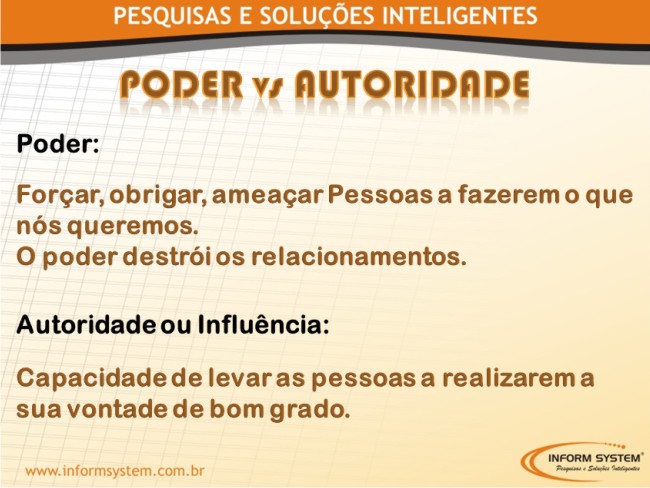 PESQUISAS E SOLUÇÕES INTELIGENTES
PODER vs AUTORIDADE
Poder:
Forçar, obrigar, ameaçar Pessoas a fazerem o que
nós queremos.
O poder destrói os relacionamentos.
Autoridade ou Influência:
Capacidade de levar as pessoas a realizarem a
sua vontade de bom grado.
www.informsystem.com.br
INFORM SYSTEM®
Pesquisas e Soluções Inteligentes